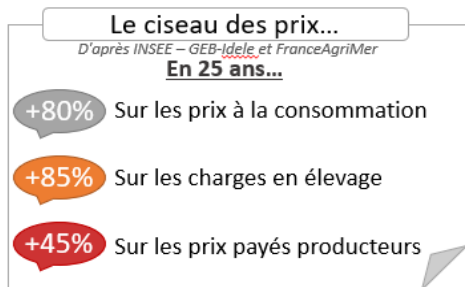 Le ciseau des prix...
D'après INSEE – GEB-Idele et FranceAgriMer
En 25 ans...
+80% Sur les prix à la consommation
+85% Sur les charges en élevage
+45% Sur les prix payés producteurs